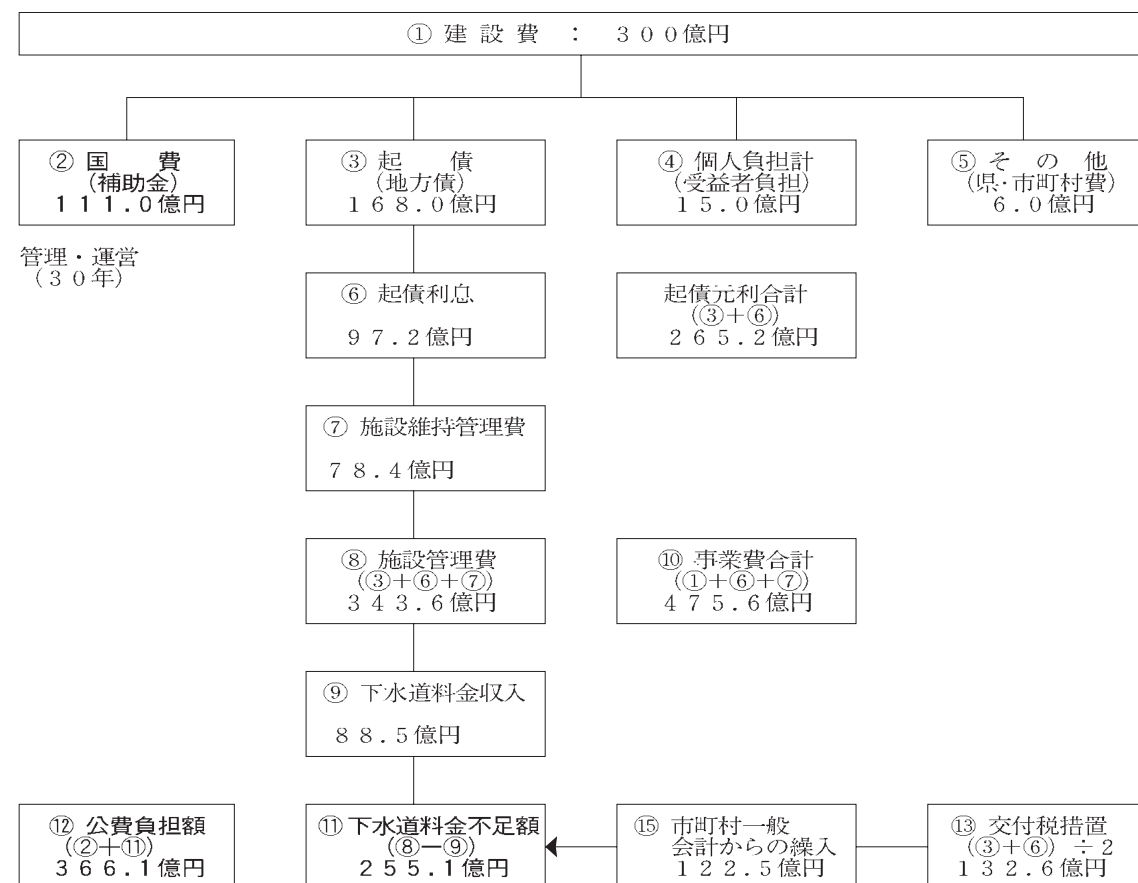 ① 建 設 費 ： ３００億円
② 国 費
(補助金)
１１１.０億円
③ 起 債
(地方債)
１６８.０億円
④ 個人負担計
(受益者負担)
１５.０億円
⑤ そ の 他
(県・市町村費)
６.０億円
管理・運営
（３０年）
⑥ 起債利息
９７.２億円
起債元利合計
(③＋⑥)
２６５.２億円
⑦ 施設維持管理費
７８.４億円
⑧ 施設管理費
(③＋⑥＋⑦)
３４３.６億円
⑩ 事業費合計
(①＋⑥＋⑦)
４７５.６億円
⑨ 下水道料金収入
８８.５億円
⑫ 公費負担額
(②＋⑪)
３６６.１億円
⑪ 下水道料金不足額
(⑧－⑨)
２５５.１億円
⑮ 市町村一般
会計からの繰入
１２２.５億円
⑬ 交付税措置
(③＋⑥) ÷２
１３２.６億円